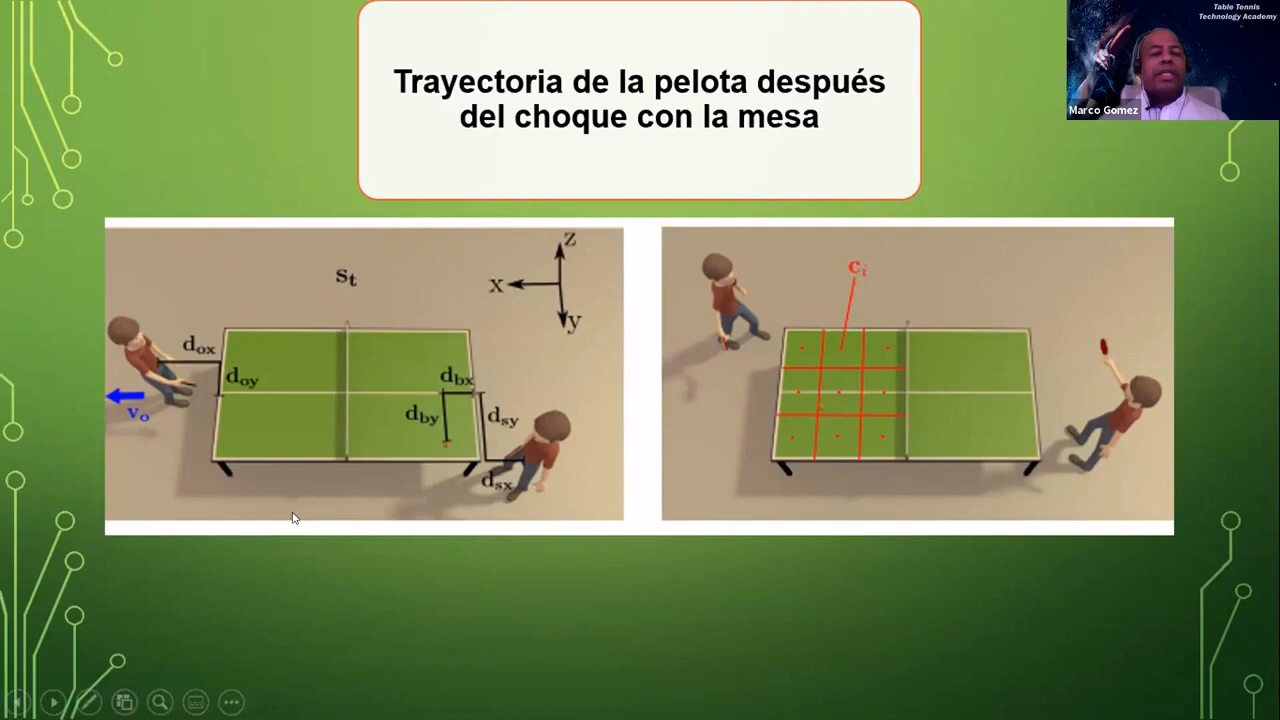 Trayectoria de la pelota después
del choque con la mesa
Table Tennis
Technology Academy
Marco Gomez
st
z
x
y
dox
doy
vo
dbx
dby
dsy
dsx
ci